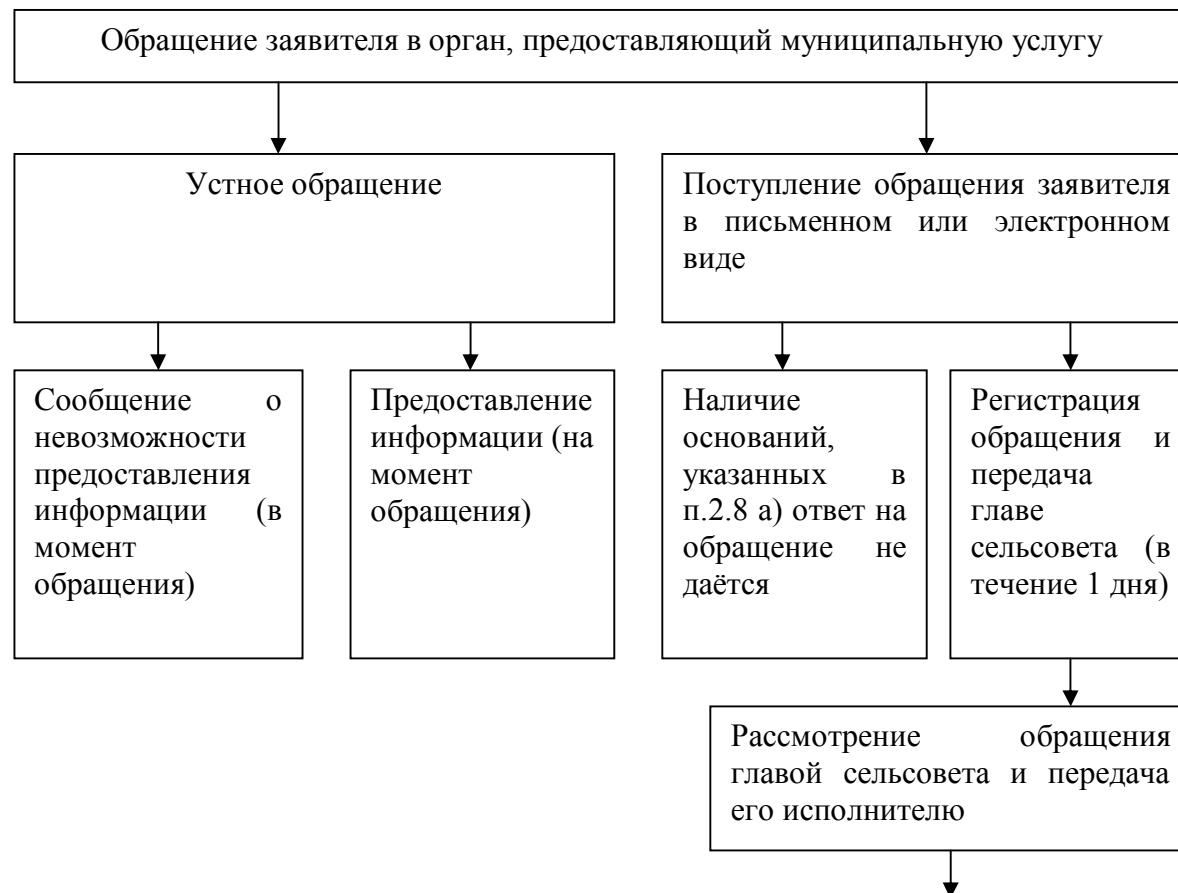 Обращение заявителя в орган, предоставляющий муниципальную услугу
Устное обращение
Поступление обращения заявителя
в письменном или электронном
виде
Сообщение о
невозможности
предоставления
информации (в
момент
обращения)
Предоставление
информации (на
момент
обращения)
Наличие
оснований,
указанных в
п.2.8 а) ответ на
обращение не
даётся
Регистрация
обращения и
передача
главе
сельсовета (в
течение 1 дня)
Рассмотрение обращения
главой сельсовета и передача
его исполнителю